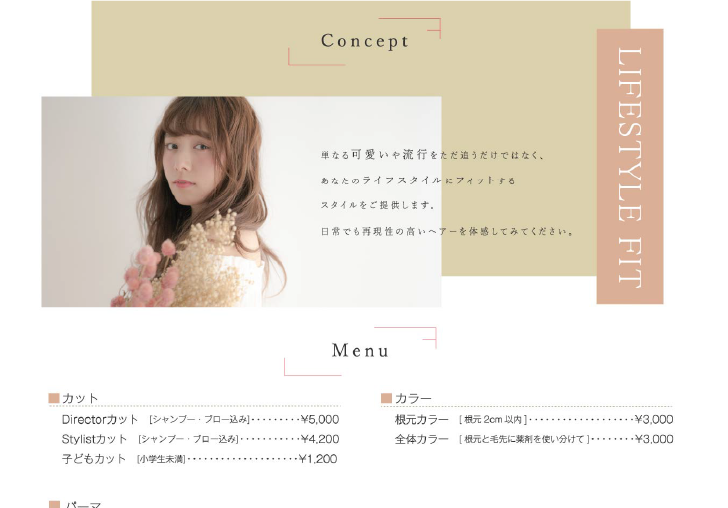 Concept
LIFESTYLE FIT
単なる可愛いや流行をただ追うだけではなく、
あなたのライフスタイルにフィットする
スタイルをご提供します。
日常でも再現性の高いヘアーを体感してみてください。
Menu
カット
Directorカット [シャンプー・ブロー込み]・・・・・・・・・¥5,000
Stylistカット [シャンプー・ブロー込み]・・・・・・・・・・・¥4,200
子どもカット [小学生未満]・・・・・・・・・・・・・・・・・・・・¥1,200
カラー
根元カラー [ 根元 2cm 以内 ]・・・・・・・・・・・・・・・・・・・¥3,000
全体カラー [ 根元と毛先に薬剤を使い分けて ]・・・・・・・・¥3,000
パーマ